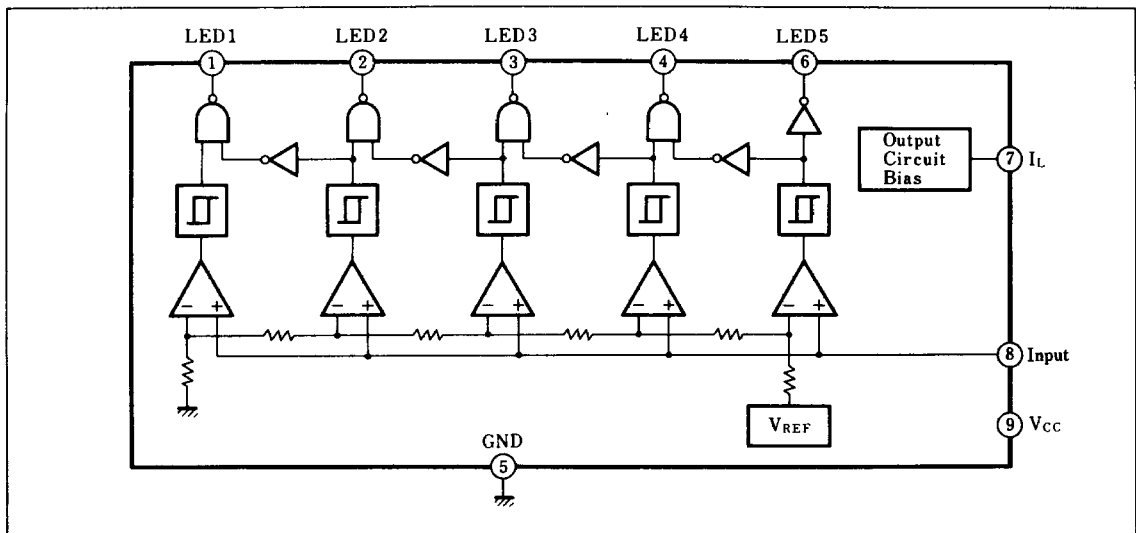 LED1 LED2 LED3 LED4 LED5
1 2 3 4 6
Output
Circuit
Bias
7 IL
− + − + − + − + − +
8 Input
VREF
9 VCC
GND
5